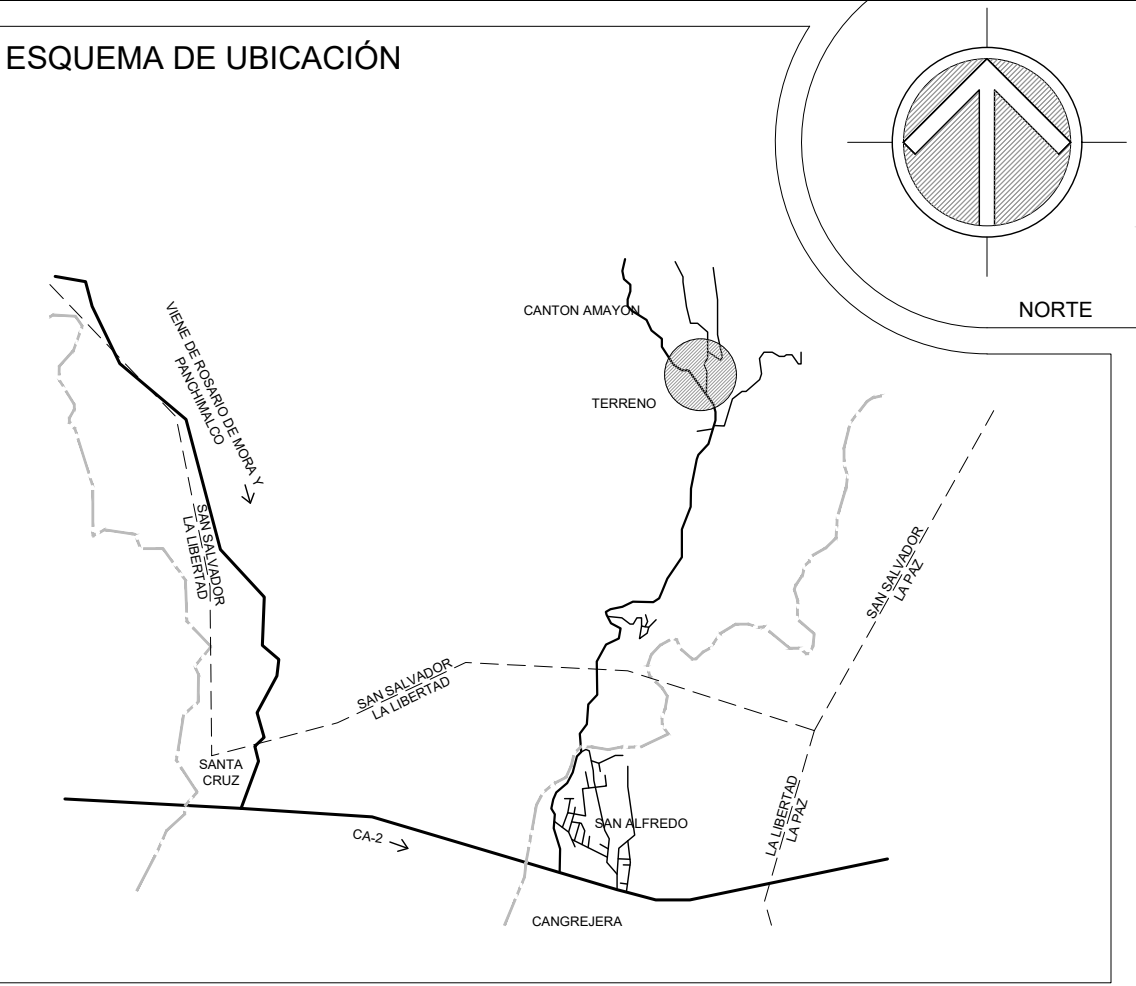 ESQUEMA DE UBICACIÓN
NORTE
CANTON AMAYON
VIENE DE ROSARIO DE MORA Y
PANCHIMALCO
TERRENO
SAN SALVADOR
LA LIBERTAD
SAN SALVADOR
LA PAZ
SAN SALVADOR
LA LIBERTAD
SANTA
CRUZ
LA LIBERTAD
LA PAZ
SAN ALFREDO
CA-2
CANGREJERA